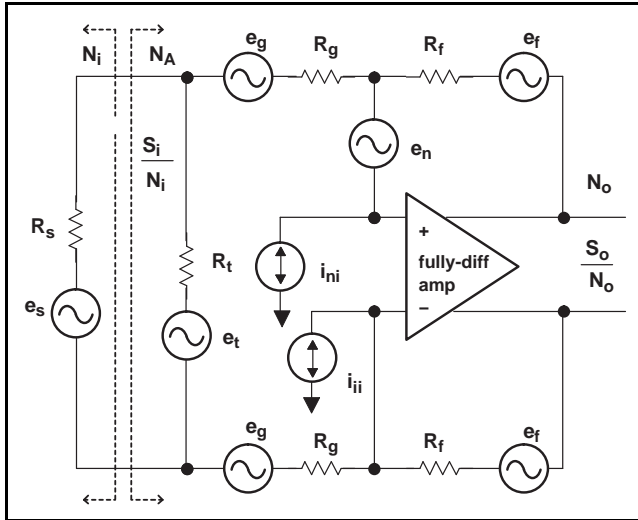 e_g R_g R_f e_f
N_i N_A
S_i
N_i
e_n
N_o
R_s
R_t
+
fully-diff
amp
−
S_o
N_o
i_ni
e_s
e_t
i_ii
e_g R_g R_f e_f